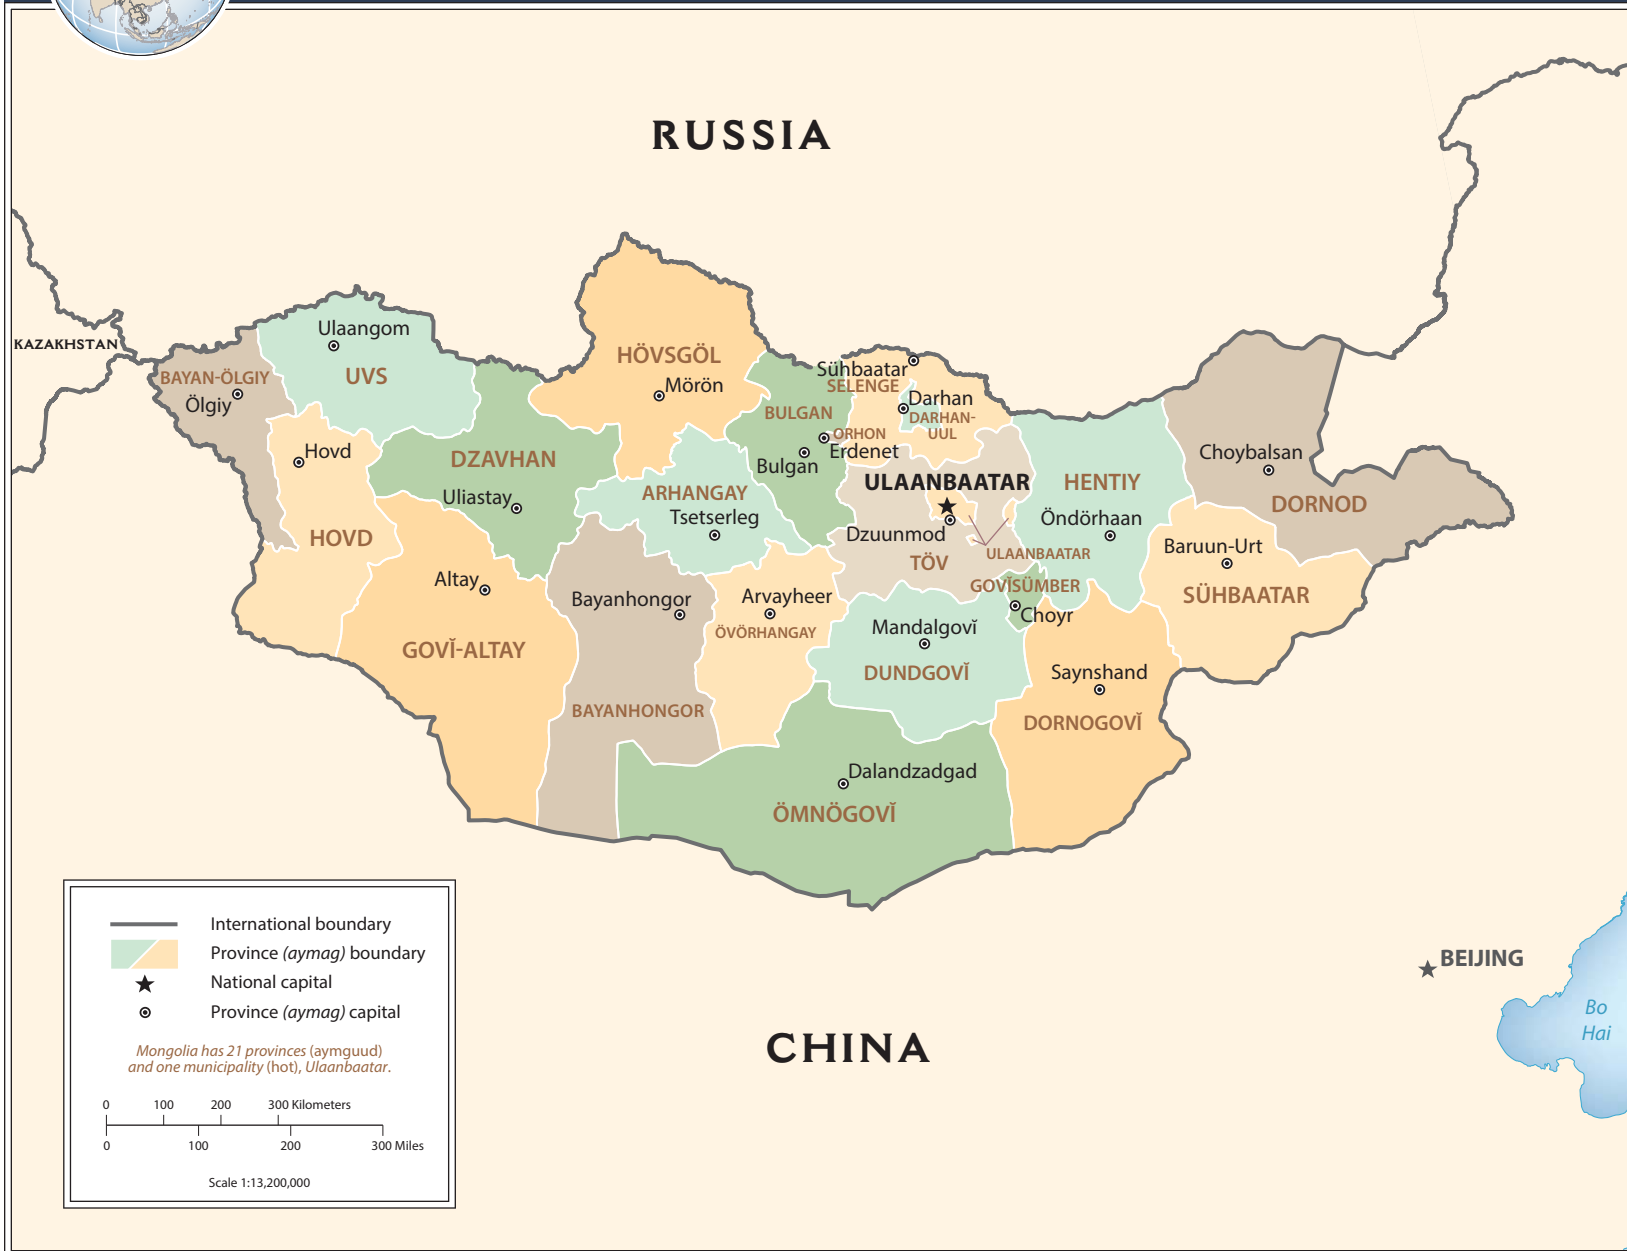 RUSSIA
KAZAKHSTAN
Ulaangom
UVS
BAYAN-ÖLGIY
Ölgiy
HÖVSGÖL
Mörön
Sühbaatar
SELENGE
Darhan
DARHAN-
UUL
BULGAN
ORHON
Erdenet
Bulgan
Hovd
HOVD
DZAVHAN
Uliastay
ARHANGAY
Tsetserleg
ULAANBAATAR
Dzuunmod
TÖV
ULAANBAATAR
HENTIY
Öndörhaan
Choybalsan
DORNOD
Baruun-Urt
SÜHBAATAR
GOVĬSÜMBER
Choyr
Altay
GOVĬ-ALTAY
Bayanhongor
BAYANHONGOR
Arvayheer
ÖVÖRHANGAY
Mandalgovĭ
DUNDGOVĬ
Saynshand
DORNOGOVĬ
Dalandzadgad
ÖMNÖGOVĬ
CHINA
BEIJING
Bo
Hai
International boundary
Province (aymag) boundary
National capital
Province (aymag) capital
Mongolia has 21 provinces (aymguud)
and one municipality (hot), Ulaanbaatar.
0 100 200 300 Kilometers
0 100 200 300 Miles
Scale 1:13,200,000